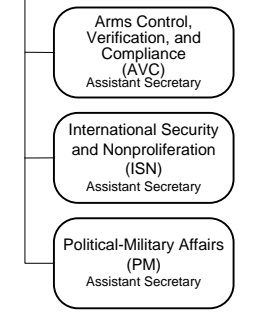 Arms Control,
Verification, and
Compliance
(AVC)
Assistant Secretary
International Security
and Nonproliferation
(ISN)
Assistant Secretary
Political-Military Affairs
(PM)
Assistant Secretary